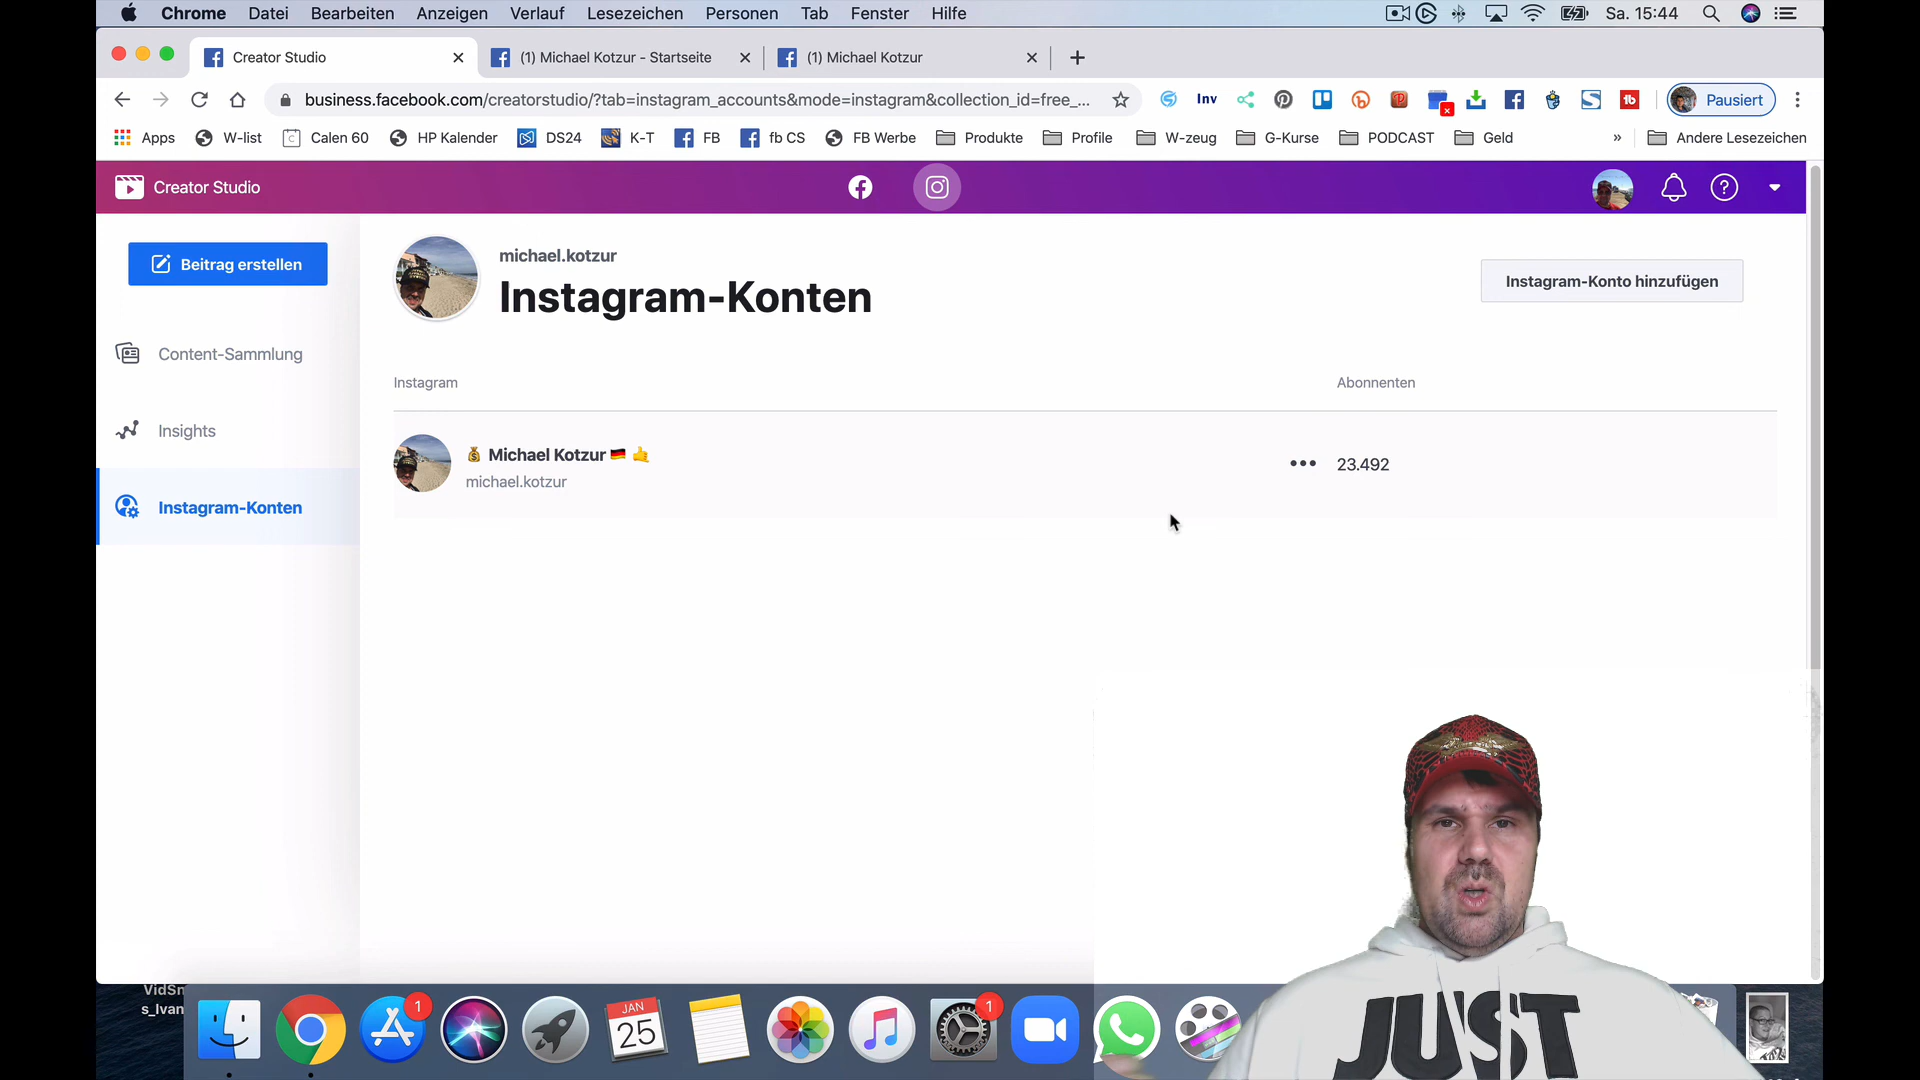 Chrome Datei Bearbeiten Anzeigen Verlauf Lesezeichen Personen Tab Fenster Hilfe Sa. 15:44
Creator Studio (1) Michael Kotzur - Startseite (1) Michael Kotzur
business.facebook.com/creatorstudio/?tab=instagram_accounts&mode=instagram&collection_id=free_... Inv Pausiert
Apps W-list Calen 60 HP Kalender DS24 K-T FB fb CS FB Werbe Produkte Profile W-zeug G-Kurse PODCAST Geld » Andere Lesezeichen
Creator Studio
Beitrag erstellen
Content-Sammlung
Insights
Instagram-Konten
michael.kotzur
Instagram-Konten
Instagram-Konto hinzufügen
Instagram Abonnenten
💰 Michael Kotzur 🇩🇪 🤙
michael.kotzur
••• 23.492
VidSn
s_Ivan
1
JAN
25
1
JUST